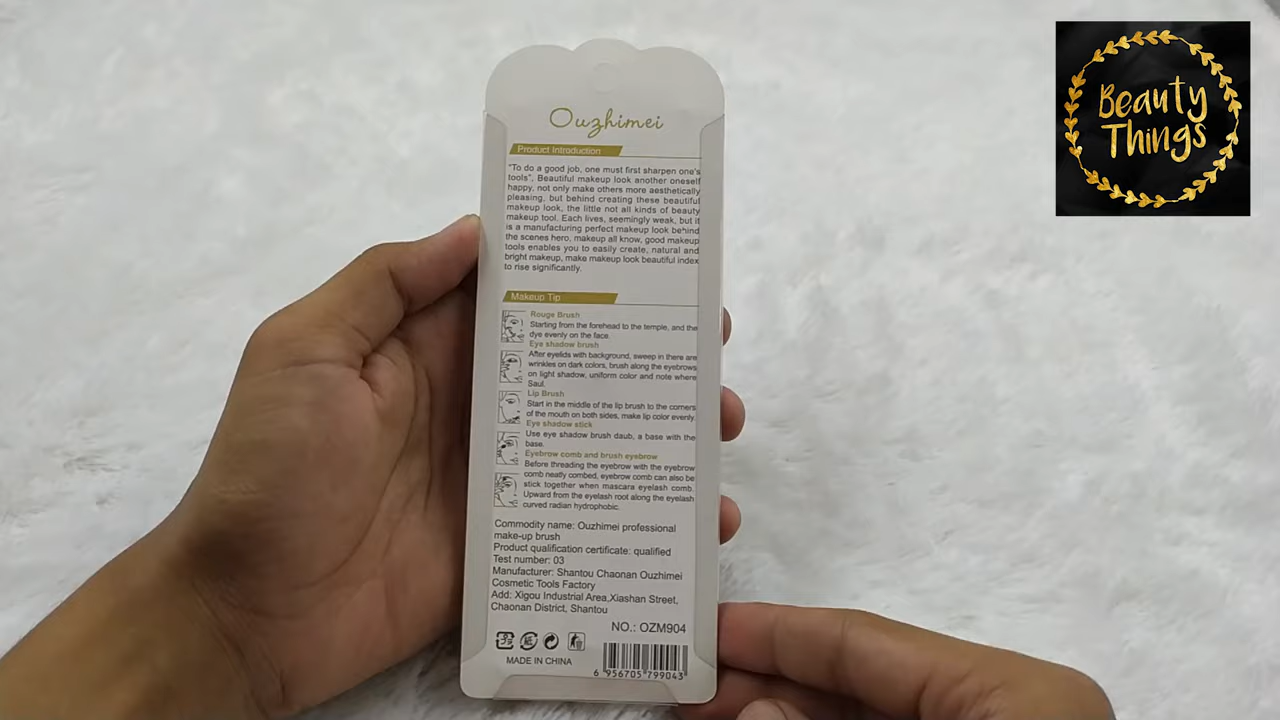 Ouzhimei
Product Introduction
"To do a good job, one must first sharpen one's
tools", Beautiful makeup look another oneself
happy, not only make others more aesthetically
pleasing, but behind creating these beautiful
makeup look, the little not all kinds of beauty
makeup tool. Each lives, seemingly weak, but it
is a manufacturing perfect makeup look behind
the scenes hero, makeup all know, good makeup
tools enables you to easily create, natural and
bright makeup, make makeup look beautiful index
to rise significantly.
Makeup Tip
Rouge Brush
Starting from the forehead to the temple, and the
dye evenly on the face.
Eye shadow brush
After eyelids with background, sweep in there are
wrinkles on dark colors, brush along the eyebrows
on light shadow, uniform color and note where
Saul.
Lip Brush
Start in the middle of the lip brush to the corners
of the mouth on both sides, make lip color evenly.
Eye shadow stick
Use eye shadow brush daub, a base with the
base.
Eyebrow comb and brush eyebrow
Before threading the eyebrow with the eyebrow
comb neatly combed, eyebrow comb can also be
stick together when mascara eyelash comb.
Upward from the eyelash root along the eyelash
curved radian hydrophobic.
Commodity name: Ouzhimei professional
make-up brush
Product qualification certificate: qualified
Test number: 03
Manufacturer: Shantou Chaonan Ouzhimei
Cosmetic Tools Factory
Add: Xigou Industrial Area,Xiashan Street,
Chaonan District, Shantou
NO.: OZM904
MADE IN CHINA
6 956705 799043
Beauty
Things